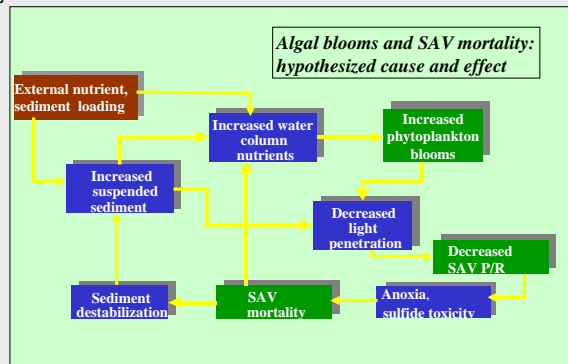 Algal blooms and SAV mortality:
hypothesized cause and effect
External nutrient,
sediment loading
Increased water
column
nutrients
Increased
phytoplankton
blooms
Increased
suspended
sediment
Decreased
light
penetration
Decreased
SAV P/R
Sediment
destabilization
SAV
mortality
Anoxia,
sulfide toxicity